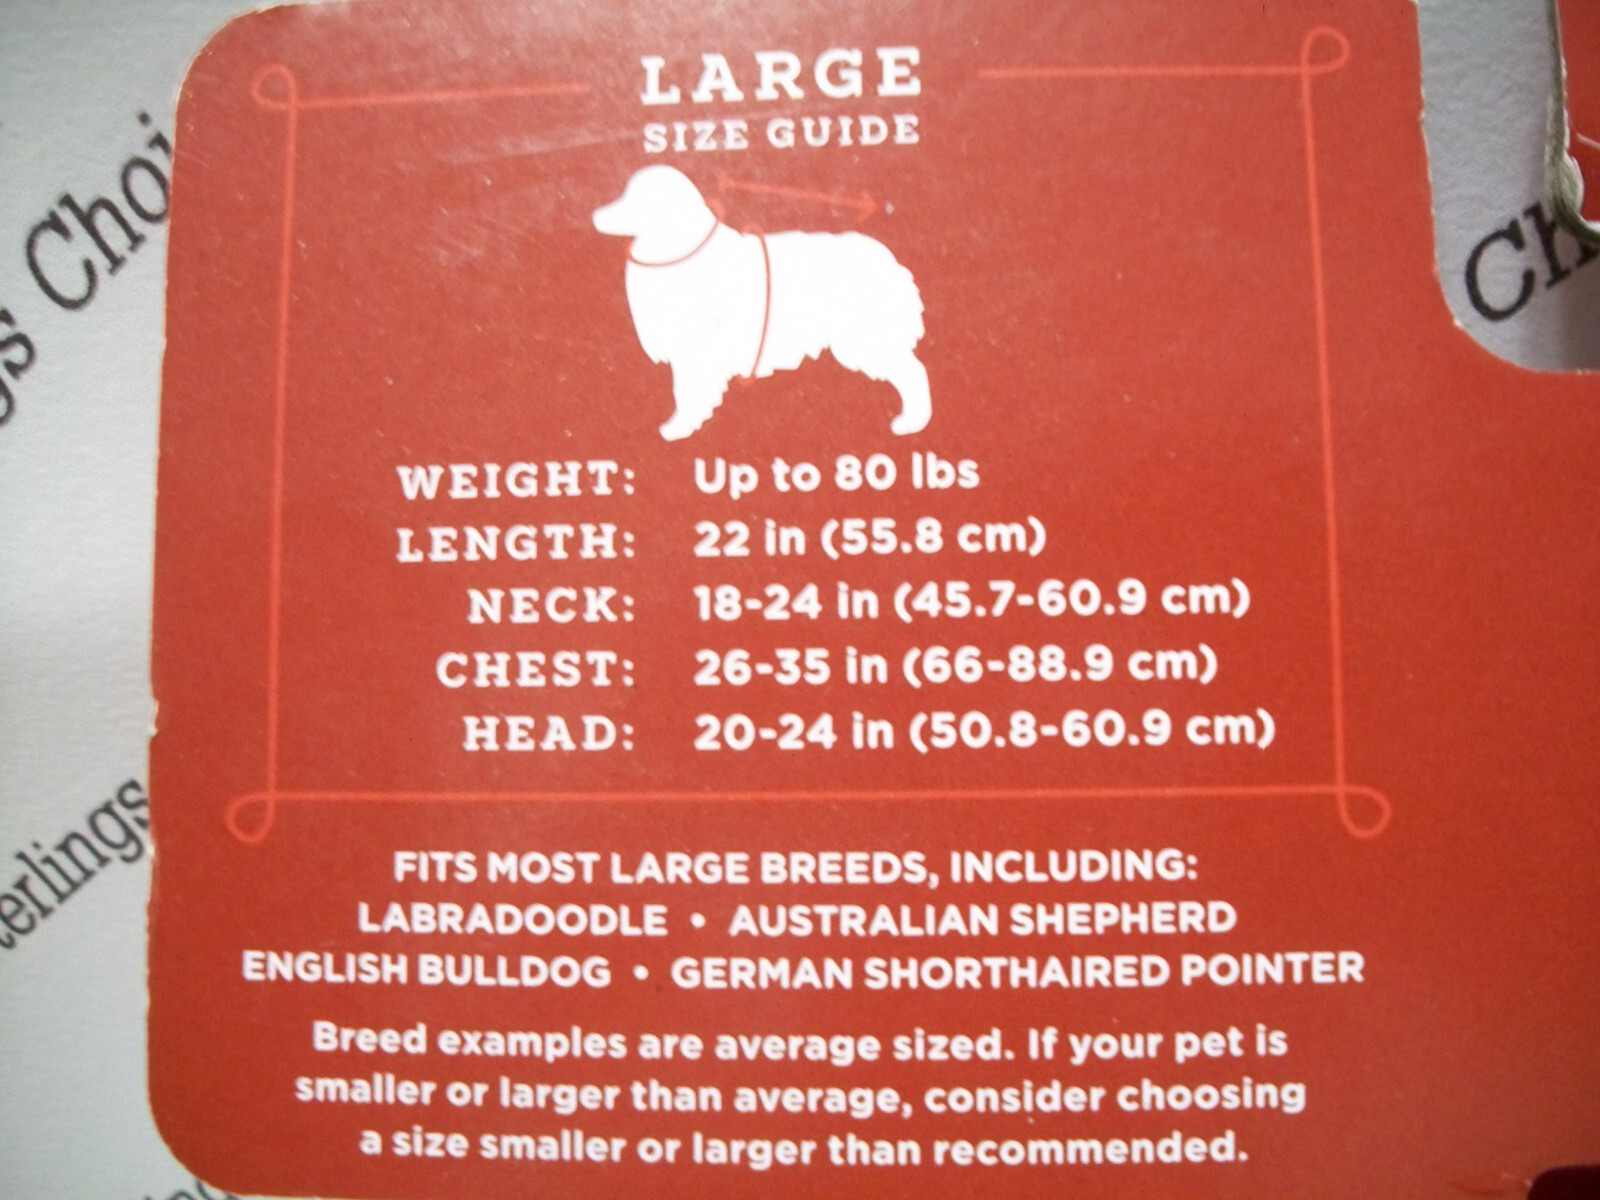 LARGE
SIZE GUIDE
WEIGHT: Up to 80 lbs
LENGTH: 22 in (55.8 cm)
NECK: 18-24 in (45.7-60.9 cm)
CHEST: 26-35 in (66-88.9 cm)
HEAD: 20-24 in (50.8-60.9 cm)
FITS MOST LARGE BREEDS, INCLUDING:
LABRADOODLE • AUSTRALIAN SHEPHERD
ENGLISH BULLDOG • GERMAN SHORTHAIRED POINTER
Breed examples are average sized. If your pet is
smaller or larger than average, consider choosing
a size smaller or larger than recommended.